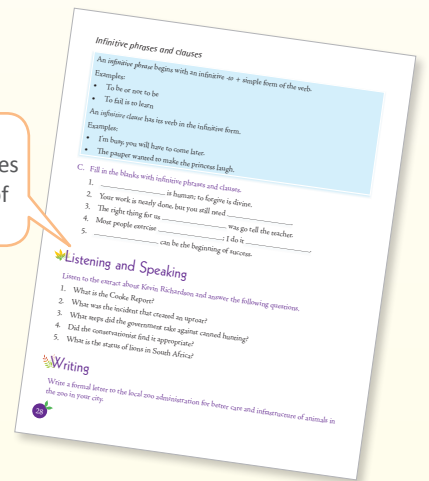 Infinitive phrases and clauses
An infinitive phrase begins with an infinitive -to + simple form of the verb.
Examples:
• To be or not to be
• To fail is to learn
An infinitive clause has its verb in the infinitive form.
Examples:
• I'm busy, you will have to come later.
• The pauper wanted to make the princess laugh.
C. Fill in the blanks with infinitive phrases and clauses.
1. ______________ is human; to forgive is divine.
2. Your work is nearly done, but you still need ______________
3. The right thing for us ______________ was go tell the teacher.
4. Most people exercise ______________; I do it ______________.
5. ______________ can be the beginning of success.
es
of
Listening and Speaking
Listen to the extract about Kevin Richardson and answer the following questions.
1. What is the Cooke Report?
2. What was the incident that created an uproar?
3. What steps did the government take against canned hunting?
4. Did the conservationist find it appropriate?
5. What is the status of lions in South Africa?
Writing
Write a formal letter to the local zoo administration for better care and infrastructure of animals in
the zoo in your city.
28